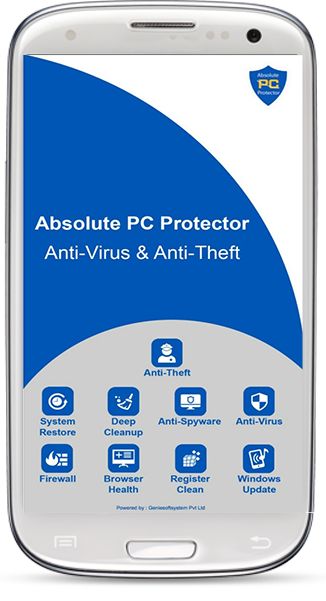 Absolute
PC
Protector
Absolute PC Protector
Anti-Virus & Anti-Theft
Anti-Theft
System
Restore
Deep
Cleanup
Anti-Spyware
Anti-Virus
Firewall
Browser
Health
Register
Clean
Windows
Update
Powered by : Geniesoftsystem Pvt Ltd